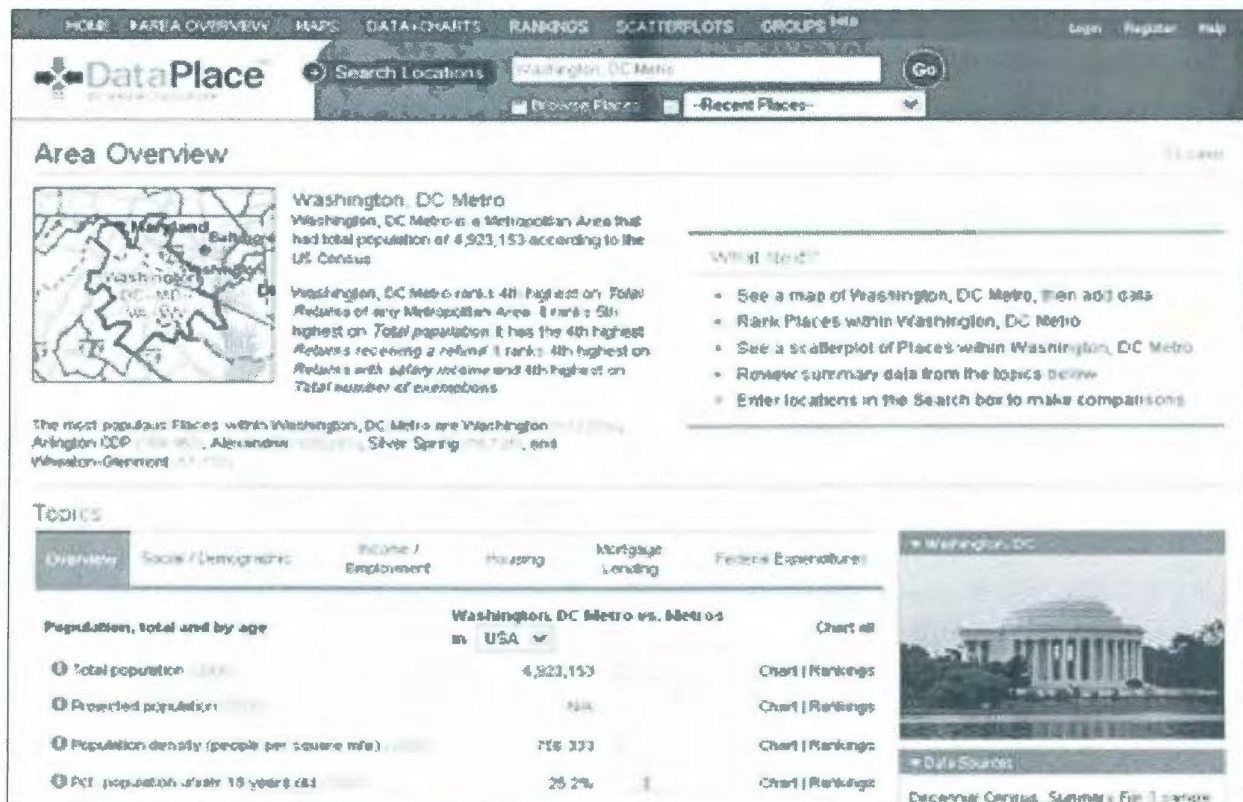 HOME AREA OVERVIEW MAPS DATA+CHARTS RANKINGS SCATTERPLOTS GROUPS beta Login Register Help
DataPlace
Search Locations Washington, DC Metro Go
Browse Places --Recent Places--
Area Overview
Washington, DC Metro
Washington, DC Metro is a Metropolitan Area that
had total population of 4,923,153 according to the
US Census
Washington, DC Metro ranks 4th highest on Total
Returns of any Metropolitan Area. It ranks 5th
highest on Total population. It has the 4th highest
Returns receiving a refund. It ranks 4th highest on
Returns with salary income and 4th highest on
Total number of exemptions
Maryland
Baltimore
Washington
What Next?
See a map of Washington, DC Metro, then add data
Rank Places within Washington, DC Metro
See a scatterplot of Places within Washington, DC Metro
Review summary data from the topics below
Enter locations in the Search box to make comparisons
The most populous Places within Washington, DC Metro are Washington
Arlington CDP, Alexandria, Silver Spring, and
Wheaton-Glenmont
Topics
Overview Social / Demographic Income / Employment Housing Mortgage Lending Federal Expenditures
Population, total and by age Washington, DC Metro vs. Metros in USA Chart all
Total population 4,923,153 Chart | Rankings
Projected population N/A Chart | Rankings
Population density (people per square mile) Chart | Rankings
Pct. population under 18 years old 25.2% Chart | Rankings
Washington, DC
Data Sources
Decennial Census, Summary File